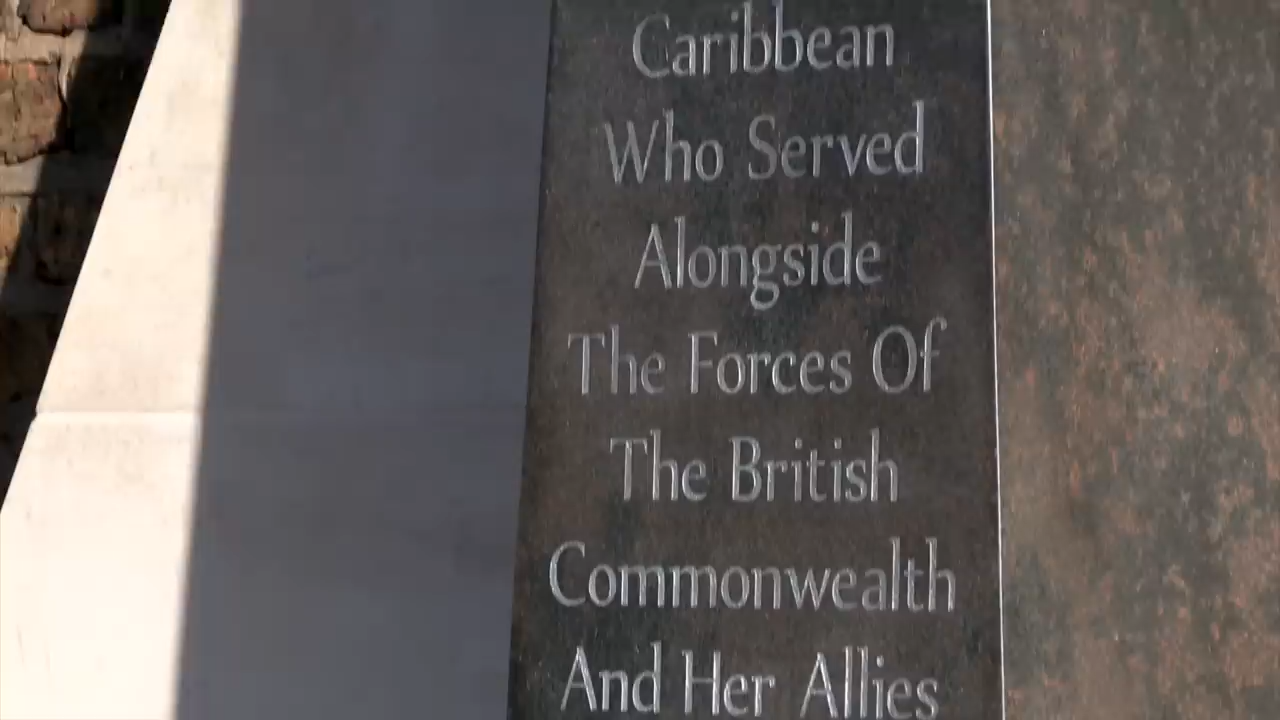 Caribbean
Who Served
Alongside
The Forces Of
The British
Commonwealth
And Her Allies